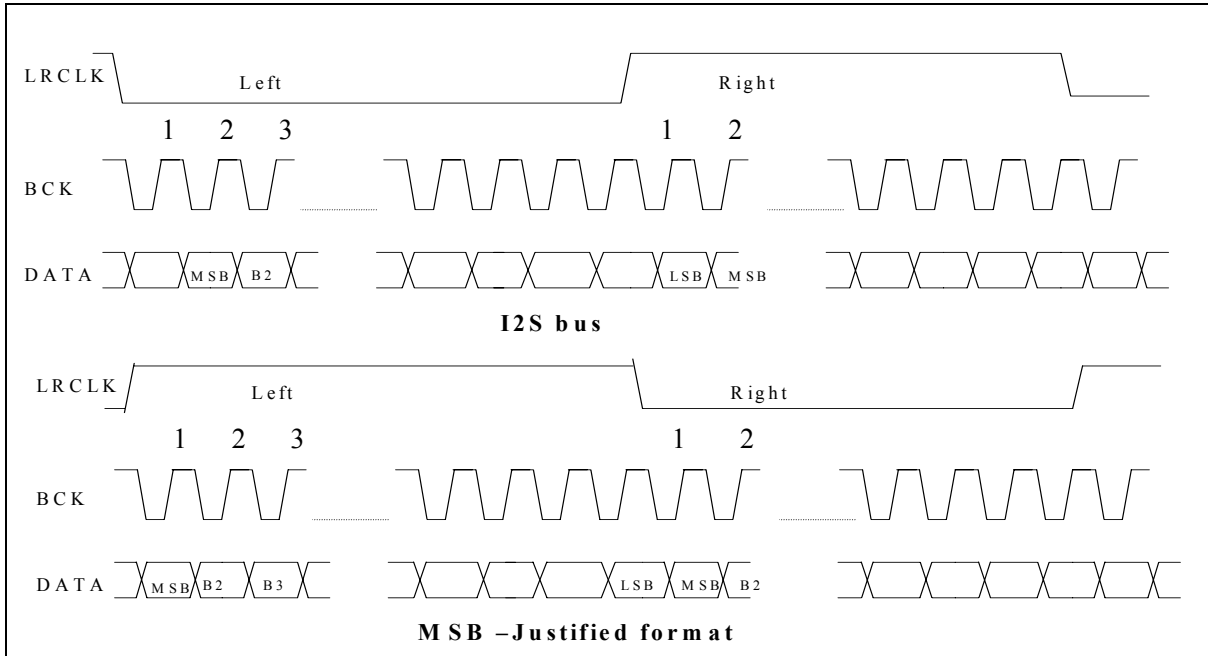 LRCLK Left Right
1 2 3 1 2
BCK
DATA MSB B2 LSB MSB
I2S bus
LRCLK Left Right
1 2 3 1 2
BCK
DATA MSB B2 B3 LSB MSB B2
MSB –Justified format